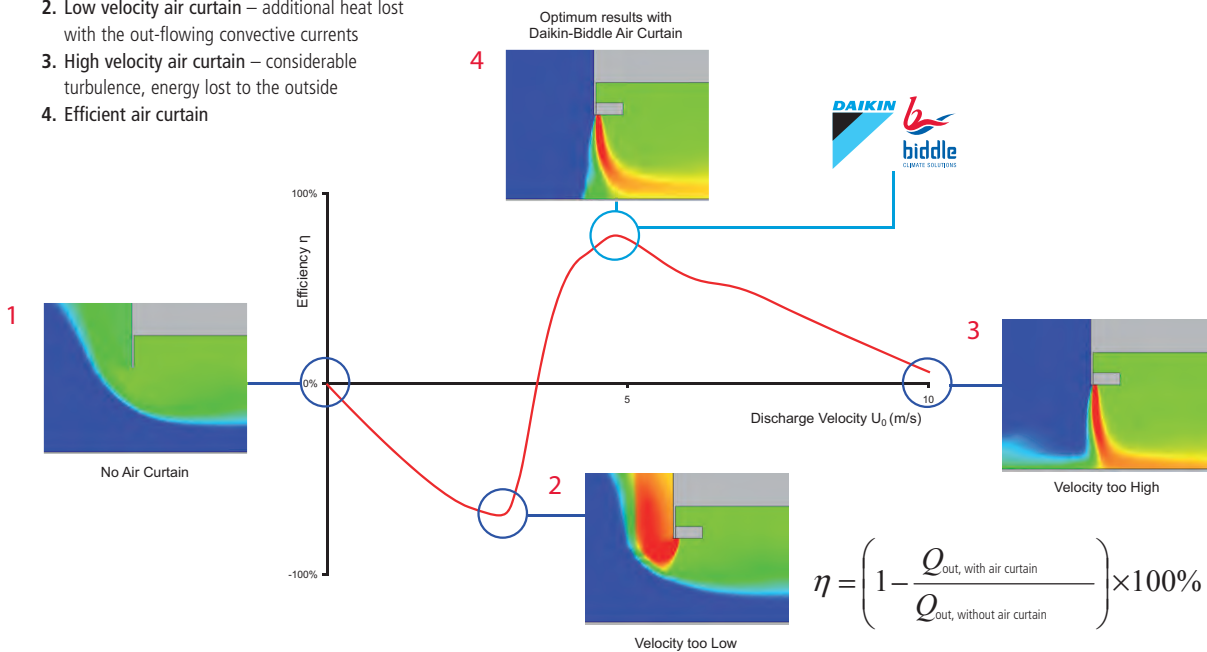 2. Low velocity air curtain – additional heat lost
with the out-flowing convective currents
3. High velocity air curtain – considerable
turbulence, energy lost to the outside
4. Efficient air curtain
Optimum results with
Daikin-Biddle Air Curtain
4
DAIKIN
biddle
CLIMATE SOLUTIONS
100%
Efficiency η
1
3
0%
5
10
Discharge Velocity U₀ (m/s)
No Air Curtain
2
Velocity too High
-100%
η = (1 − Qout, with air curtain / Qout, without air curtain) × 100%
Velocity too Low